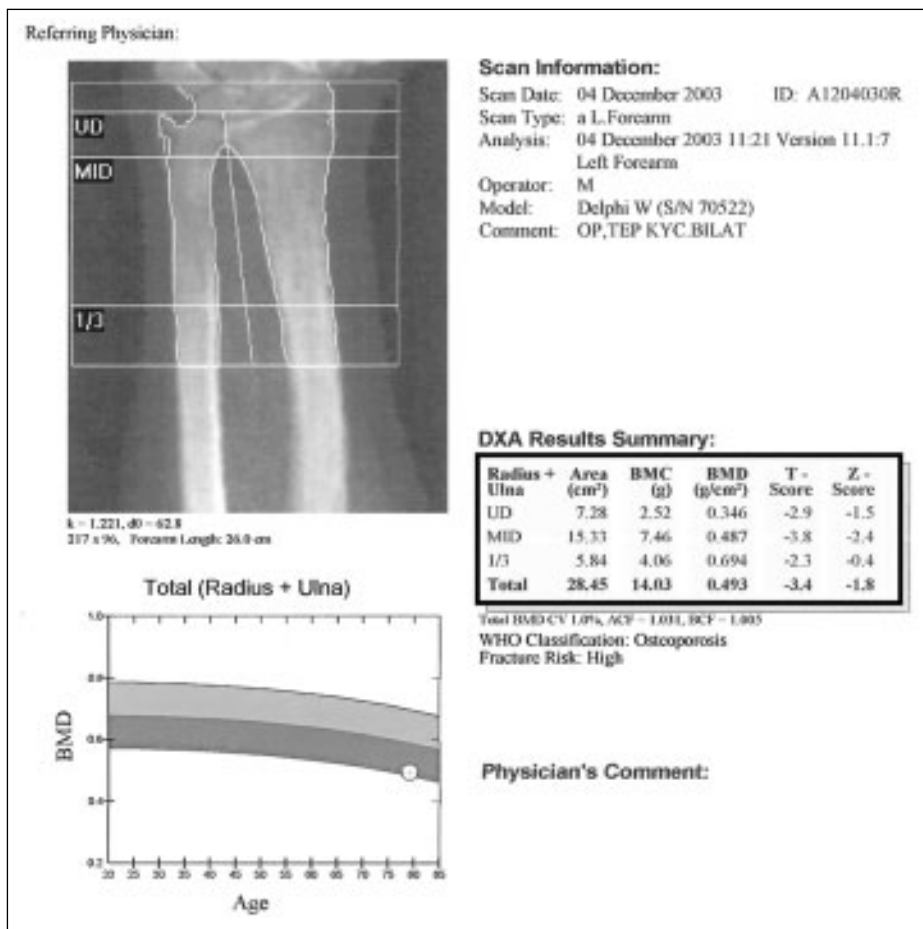 Referring Physician:
UD
MID
1/3
k = 1.221, d0 = 62.8
217 x 96, Forearm Length: 26.0 cm
Scan Information:
Scan Date: 04 December 2003 ID: A1204030R
Scan Type: a L.Forearm
Analysis: 04 December 2003 11:21 Version 11.1:7
Left Forearm
Operator: M
Model: Delphi W (S/N 70522)
Comment: OP,TEP KYC.BILAT
DXA Results Summary:
Radius + Area BMC BMD T - Z -
Ulna (cm²) (g) (g/cm²) Score Score
UD 7.28 2.52 0.346 -2.9 -1.5
MID 15.33 7.46 0.487 -3.8 -2.4
1/3 5.84 4.06 0.694 -2.3 -0.4
Total 28.45 14.03 0.493 -3.4 -1.8
Total BMD CV 1.0%, ACF = 1.031, BCF = 1.005
WHO Classification: Osteoporosis
Fracture Risk: High
Total (Radius + Ulna)
1.0
0.8
0.6
0.4
0.2
BMD
20 25 30 35 40 45 50 55 60 65 70 75 80 85
Age
Physician's Comment: